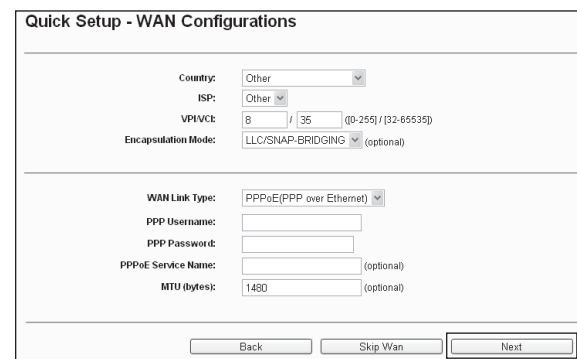 Quick Setup - WAN Configurations
Country: Other
ISP: Other
VPI/VCI: 8 / 35 ([0-255] / [32-65535])
Encapsulation Mode: LLC/SNAP-BRIDGING (optional)
WAN Link Type: PPPoE(PPP over Ethernet)
PPP Username:
PPP Password:
PPPoE Service Name: (optional)
MTU (bytes): 1480 (optional)
Back Skip Wan Next